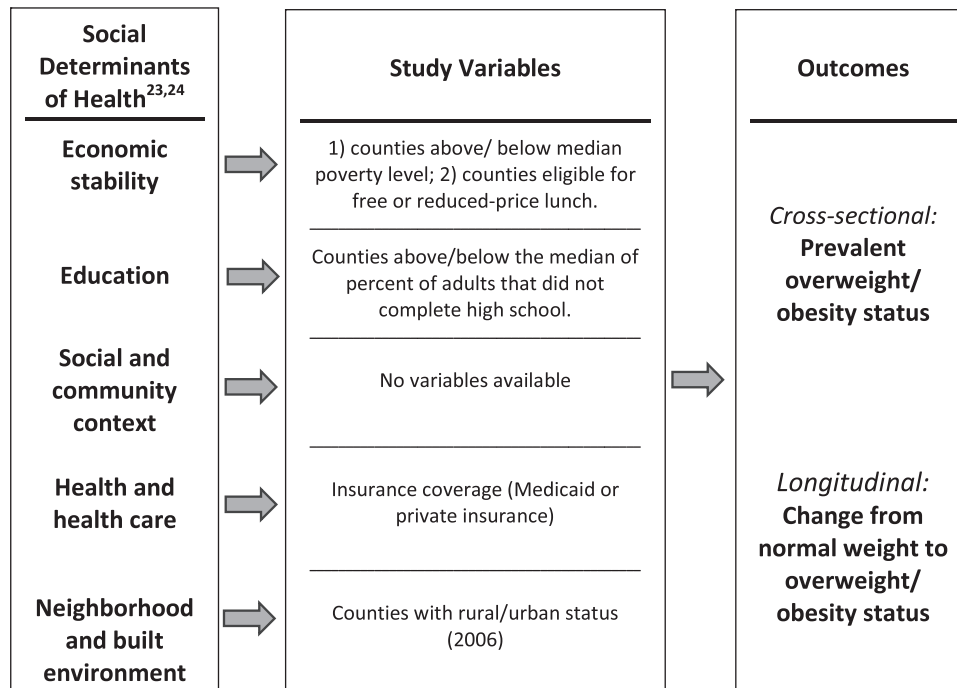 Social
Determinants
of Health23,24
Economic
stability
Education
Social and
community
context
Health and
health care
Neighborhood
and built
environment
Study Variables
1) counties above/ below median
poverty level; 2) counties eligible for
free or reduced-price lunch.
Counties above/below the median of
percent of adults that did not
complete high school.
No variables available
Insurance coverage (Medicaid or
private insurance)
Counties with rural/urban status
(2006)
Outcomes
Cross-sectional:
Prevalent
overweight/
obesity status
Longitudinal:
Change from
normal weight to
overweight/
obesity status